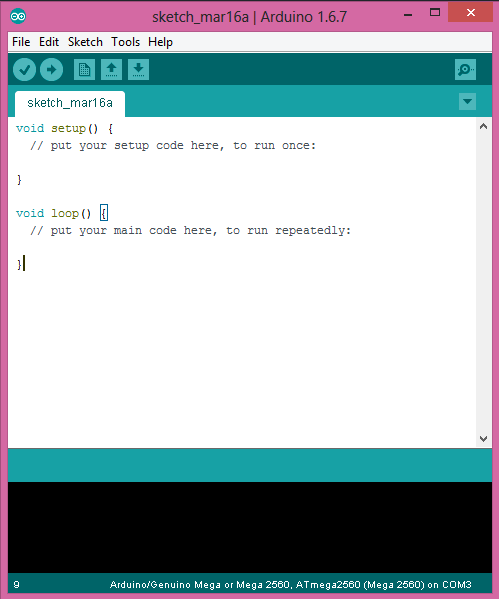 sketch_mar16a | Arduino 1.6.7
File Edit Sketch Tools Help
sketch_mar16a
void setup() {
  // put your setup code here, to run once:
}
void loop() {
  // put your main code here, to run repeatedly:
}
9 Arduino/Genuino Mega or Mega 2560, ATmega2560 (Mega 2560) on COM3